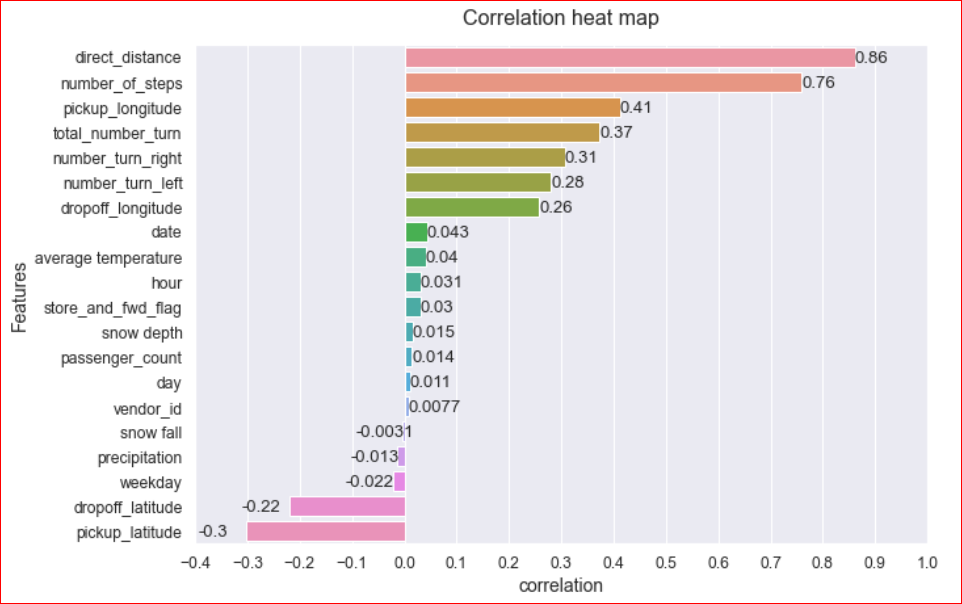 Correlation heat map
direct_distance 0.86
number_of_steps 0.76
pickup_longitude 0.41
total_number_turn 0.37
number_turn_right 0.31
number_turn_left 0.28
dropoff_longitude 0.26
date 0.043
average temperature 0.04
hour 0.031
store_and_fwd_flag 0.03
snow depth 0.015
passenger_count 0.014
day 0.011
vendor_id 0.0077
snow fall -0.0031
precipitation -0.013
weekday -0.022
dropoff_latitude -0.22
pickup_latitude -0.3
Features
−0.4 −0.3 −0.2 −0.1 0.0 0.1 0.2 0.3 0.4 0.5 0.6 0.7 0.8 0.9 1.0
correlation